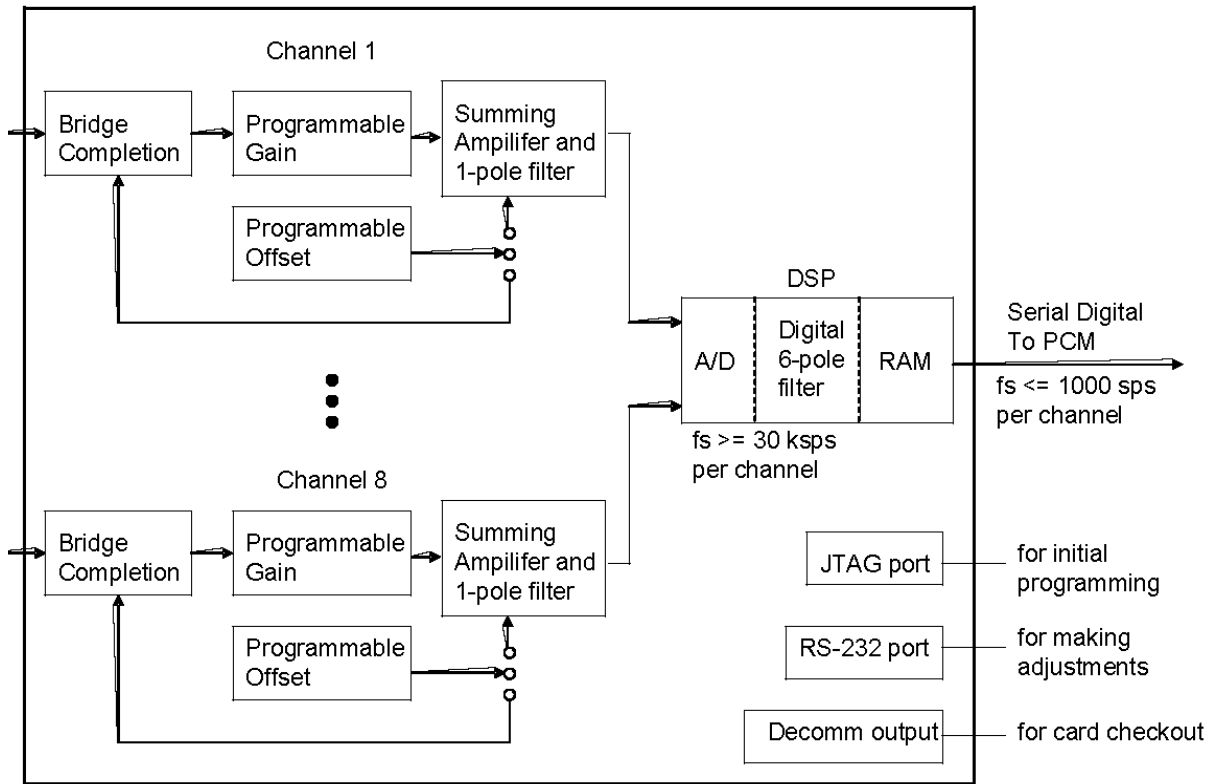 Channel 1
Bridge
Completion
Programmable
Gain
Summing
Ampilifer and
1-pole filter
Programmable
Offset
DSP
A/D
Digital
6-pole
filter
RAM
Serial Digital
To PCM
fs <= 1000 sps
per channel
fs >= 30 ksps
per channel
Channel 8
Bridge
Completion
Programmable
Gain
Summing
Ampilifer and
1-pole filter
Programmable
Offset
JTAG port
for initial
programming
RS-232 port
for making
adjustments
Decomm output
for card checkout